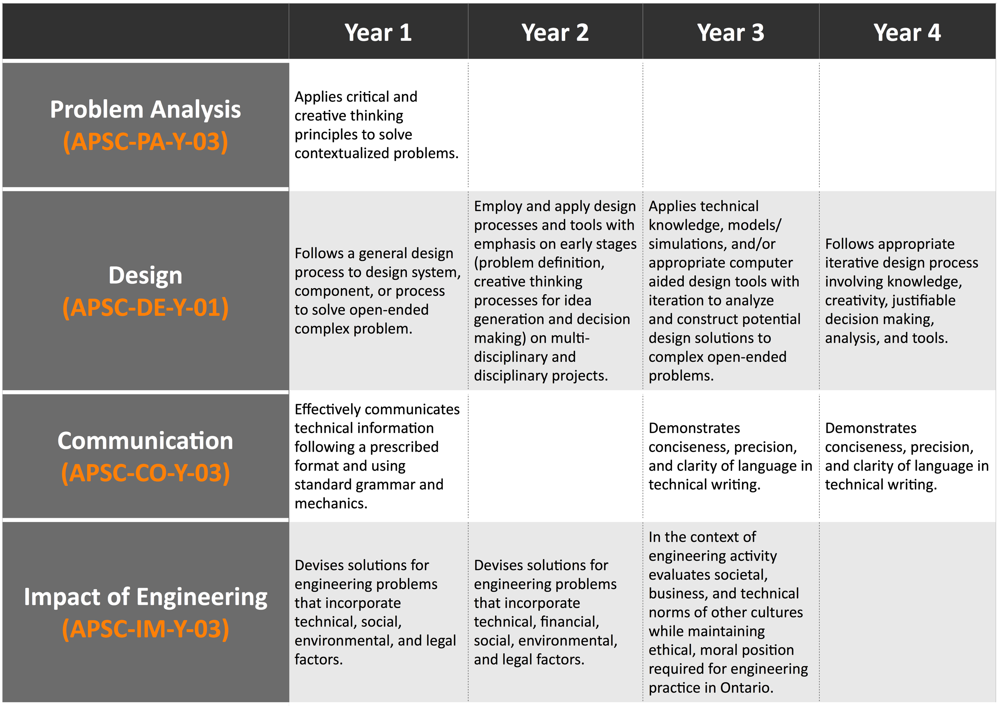 Year 1
Year 2
Year 3
Year 4
Problem Analysis
(APSC-PA-Y-03)
Applies critical and
creative thinking
principles to solve
contextualized problems.
Design
(APSC-DE-Y-01)
Follows a general design
process to design system,
component, or process
to solve open-ended
complex problem.
Employ and apply design
processes and tools with
emphasis on early stages
(problem definition,
creative thinking
processes for idea
generation and decision
making) on multi-
disciplinary and
disciplinary projects.
Applies technical
knowledge, models/
simulations, and/or
appropriate computer
aided design tools with
iteration to analyze
and construct potential
design solutions to
complex open-ended
problems.
Follows appropriate
iterative design process
involving knowledge,
creativity, justifiable
decision making,
analysis, and tools.
Communication
(APSC-CO-Y-03)
Effectively communicates
technical information
following a prescribed
format and using
standard grammar and
mechanics.
Demonstrates
conciseness, precision,
and clarity of language in
technical writing.
Demonstrates
conciseness, precision,
and clarity of language in
technical writing.
Impact of Engineering
(APSC-IM-Y-03)
Devises solutions for
engineering problems
that incorporate
technical, social,
environmental, and legal
factors.
Devises solutions for
engineering problems
that incorporate
technical, financial,
social, environmental,
and legal factors.
In the context of
engineering activity
evaluates societal,
business, and technical
norms of other cultures
while maintaining
ethical, moral position
required for engineering
practice in Ontario.